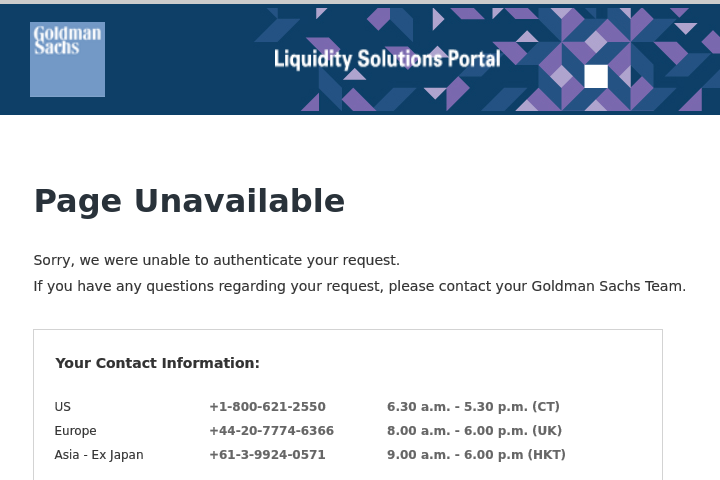 Goldman
Sachs
Liquidity Solutions Portal
Page Unavailable
Sorry, we were unable to authenticate your request.
If you have any questions regarding your request, please contact your Goldman Sachs Team.
Your Contact Information:
US +1-800-621-2550 6.30 a.m. - 5.30 p.m. (CT)
Europe +44-20-7774-6366 8.00 a.m. - 6.00 p.m. (UK)
Asia - Ex Japan +61-3-9924-0571 9.00 a.m. - 6.00 p.m (HKT)